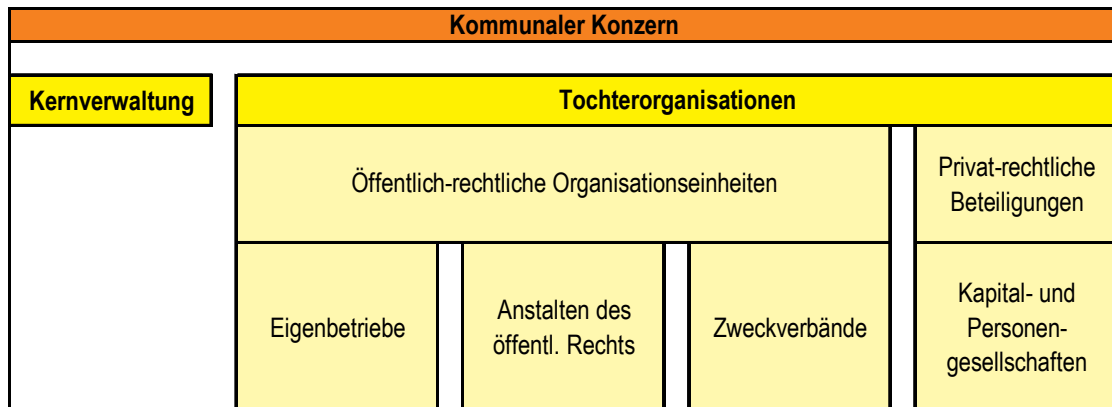 Kommunaler Konzern
Kernverwaltung
Tochterorganisationen
Öffentlich-rechtliche Organisationseinheiten
Privat-rechtliche
Beteiligungen
Eigenbetriebe
Anstalten des
öffentl. Rechts
Zweckverbände
Kapital- und
Personen-
gesellschaften